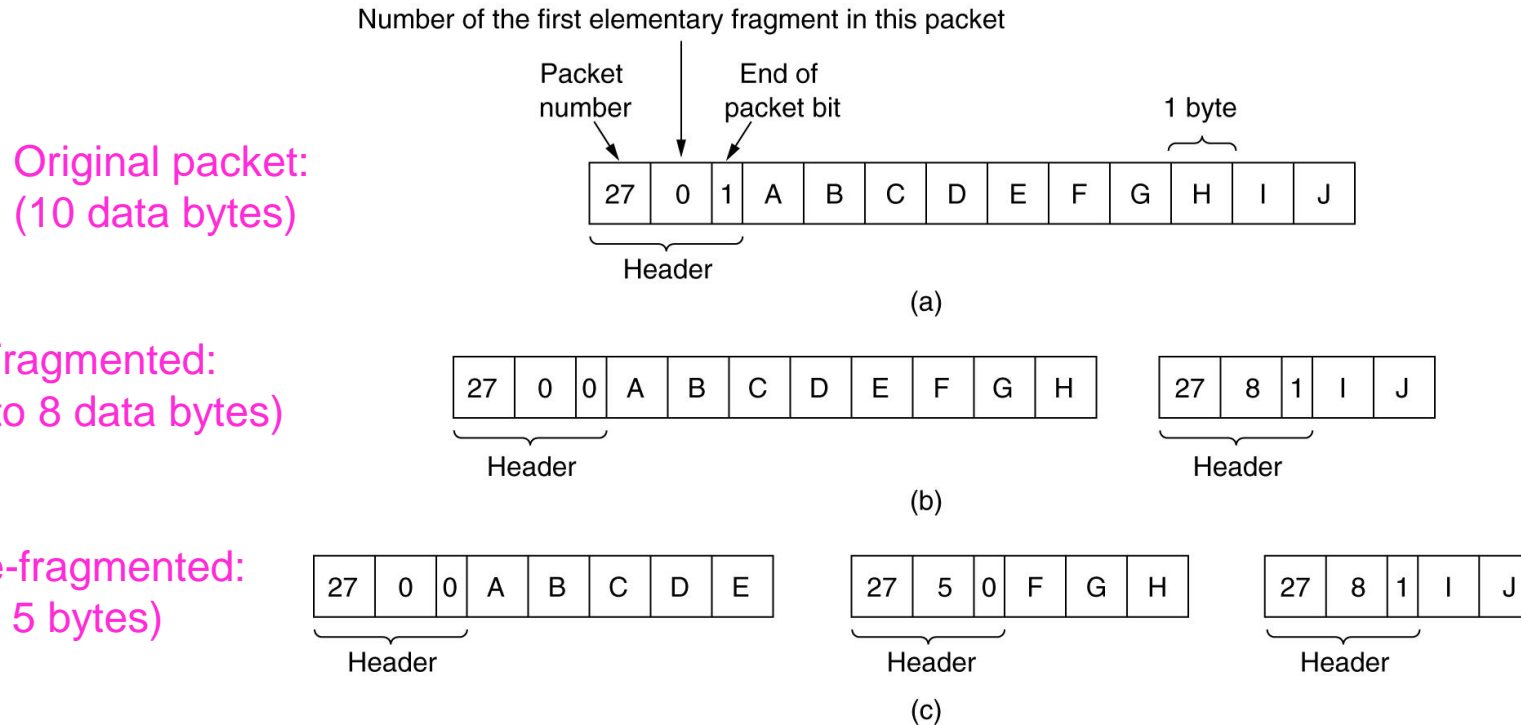 Number of the first elementary fragment in this packet
Packet number
End of packet bit
1 byte
Original packet:
(10 data bytes)
27 0 1 A B C D E F G H I J
Header
(a)
ragmented:
to 8 data bytes)
27 0 0 A B C D E F G H
27 8 1 I J
Header
Header
(b)
e-fragmented:
5 bytes)
27 0 0 A B C D E
27 5 0 F G H
27 8 1 I J
Header
Header
Header
(c)